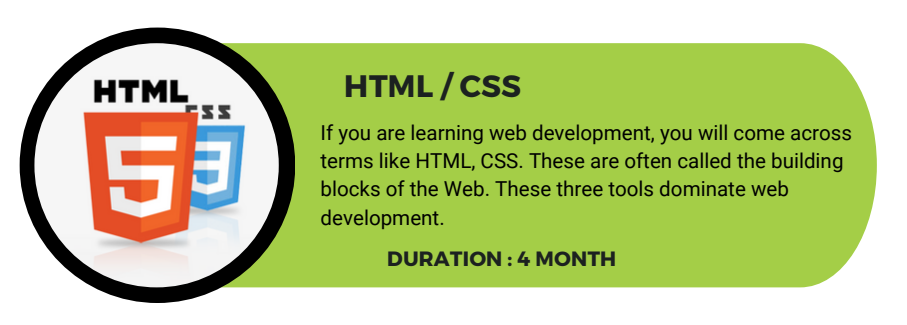 HTML
CSS
5
3
HTML / CSS
If you are learning web development, you will come across
terms like HTML, CSS. These are often called the building
blocks of the Web. These three tools dominate web
development.
DURATION : 4 MONTH